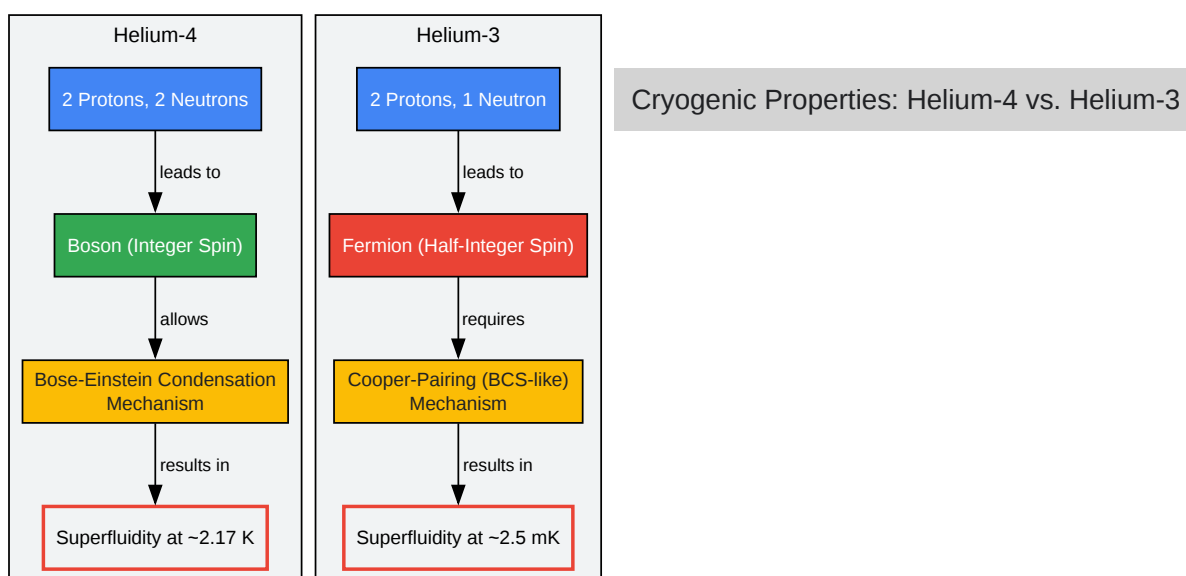 Helium-4
2 Protons, 2 Neutrons
leads to
Boson (Integer Spin)
allows
Bose-Einstein Condensation
Mechanism
results in
Superfluidity at ~2.17 K
Helium-3
2 Protons, 1 Neutron
leads to
Fermion (Half-Integer Spin)
requires
Cooper-Pairing (BCS-like)
Mechanism
results in
Superfluidity at ~2.5 mK
Cryogenic Properties: Helium-4 vs. Helium-3